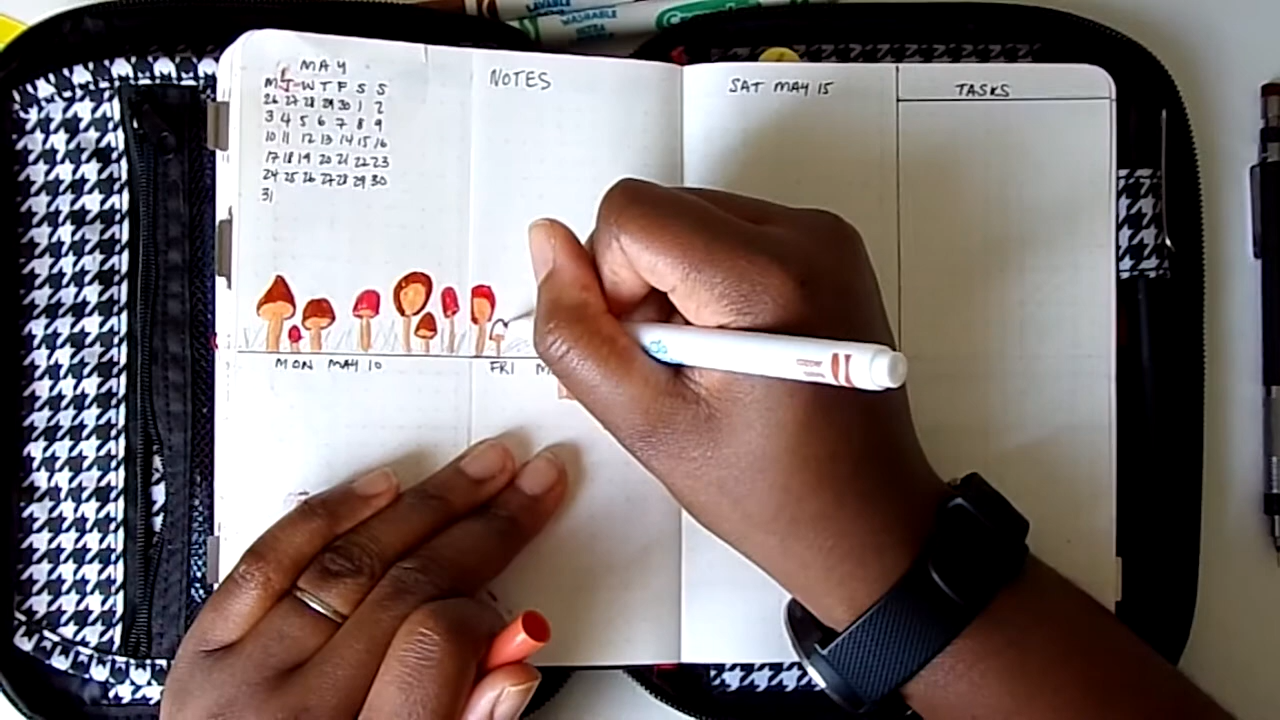 MAY
M T W T F S S
26 27 28 29 30 1 2
3 4 5 6 7 8 9
10 11 12 13 14 15 16
17 18 19 20 21 22 23
24 25 26 27 28 29 30
31
NOTES
SAT MAY 15
TASKS
MON MAY 10
FRI M
WASHABLE